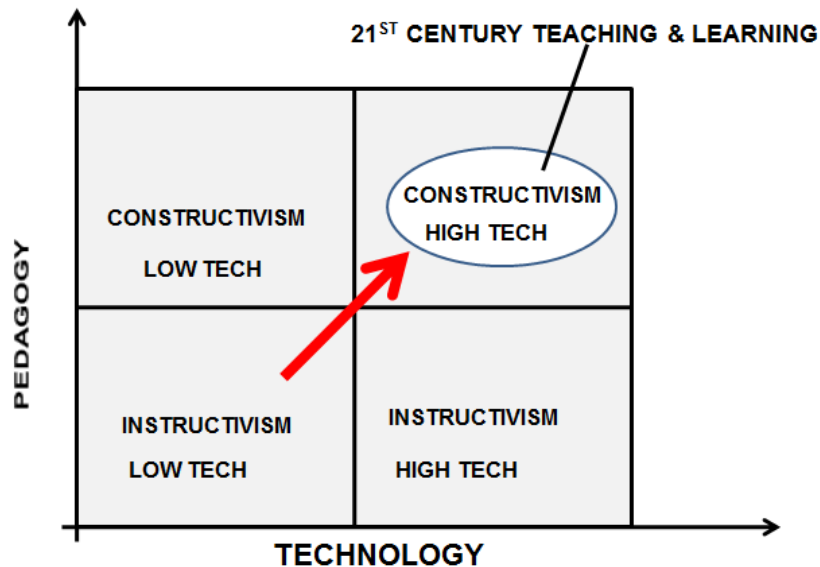 21ST CENTURY TEACHING & LEARNING
CONSTRUCTIVISM
LOW TECH
CONSTRUCTIVISM
HIGH TECH
PEDAGOGY
INSTRUCTIVISM
LOW TECH
INSTRUCTIVISM
HIGH TECH
TECHNOLOGY